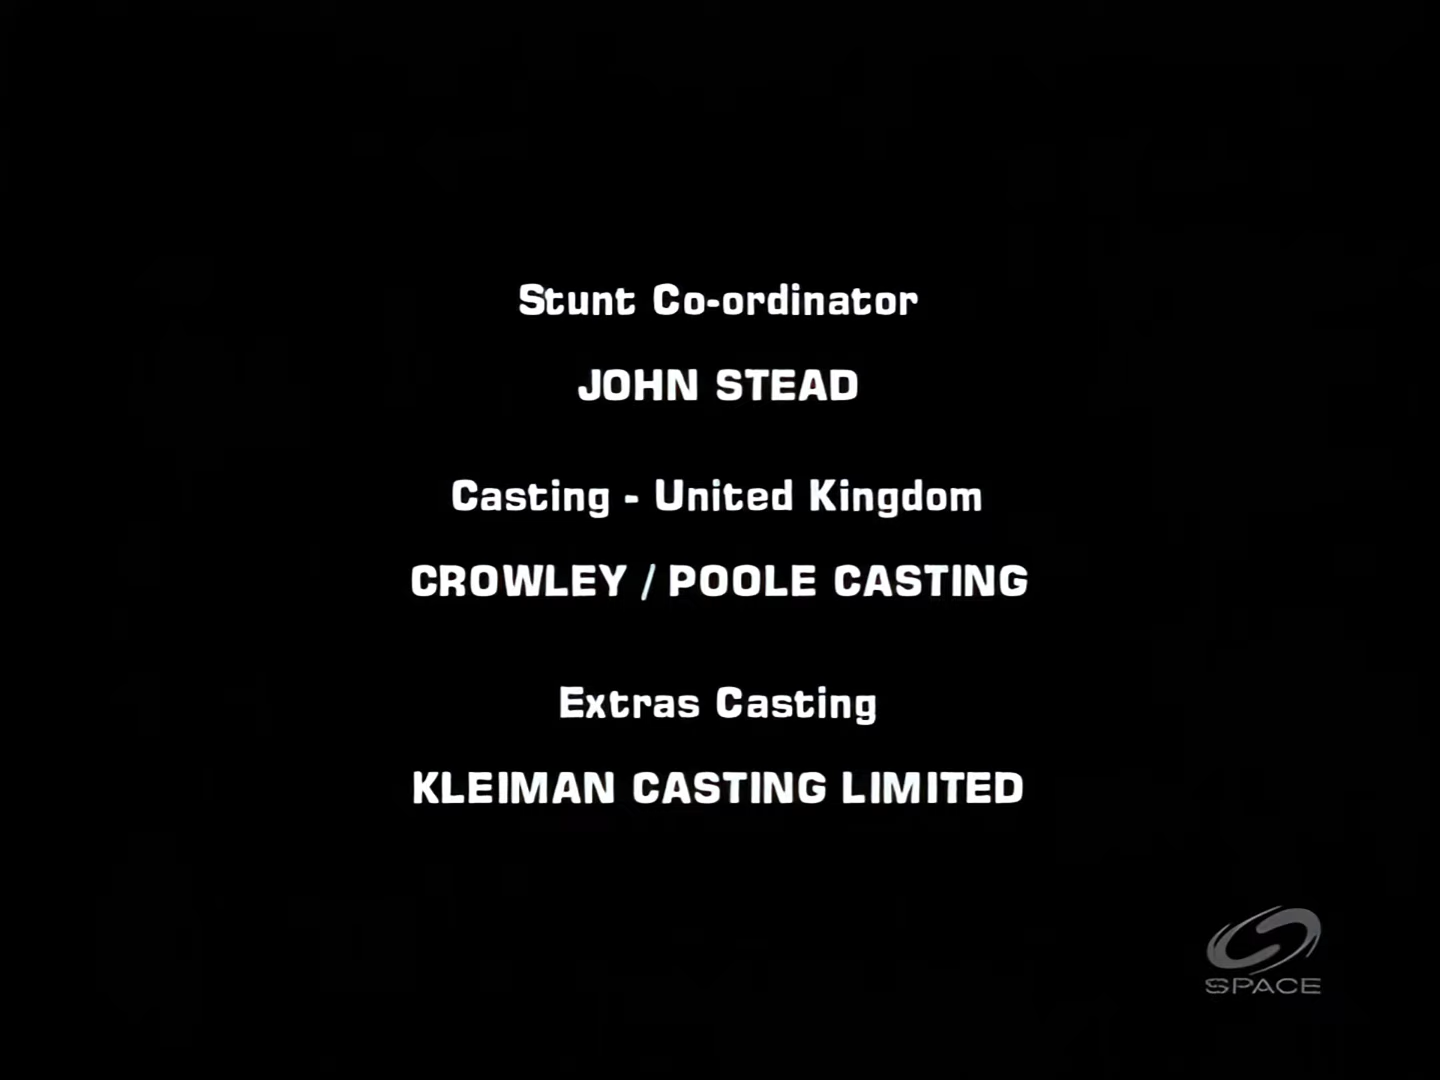 Stunt Co-ordinator
JOHN STEAD
Casting - United Kingdom
CROWLEY / POOLE CASTING
Extras Casting
KLEIMAN CASTING LIMITED
SPACE